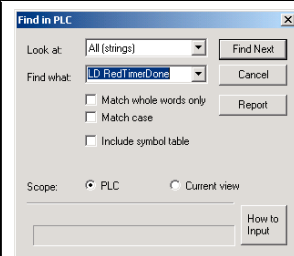 Find in PLC
Look at: All (strings) Find Next
Find what: LD RedTimerDone Cancel
Match whole words only Report
Match case
Include symbol table
Scope: PLC Current view
How to
Input